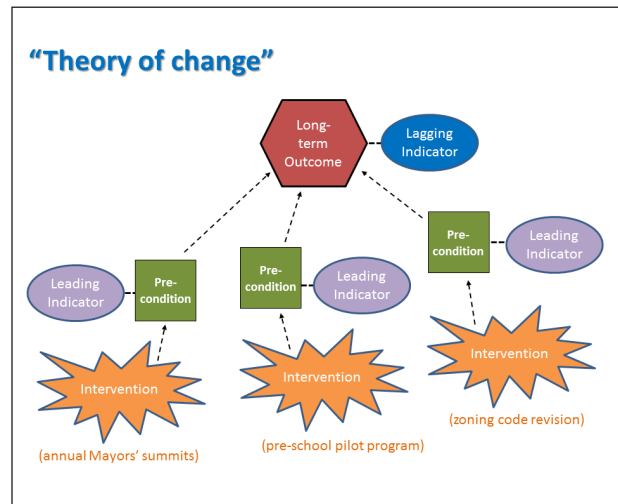 “Theory of change”
Long-
term
Outcome
Lagging
Indicator
Pre-
condition
Leading
Indicator
Leading
Indicator
Pre-
condition
Pre-
condition
Leading
Indicator
Intervention
Intervention
Intervention
(annual Mayors’ summits)
(pre-school pilot program)
(zoning code revision)